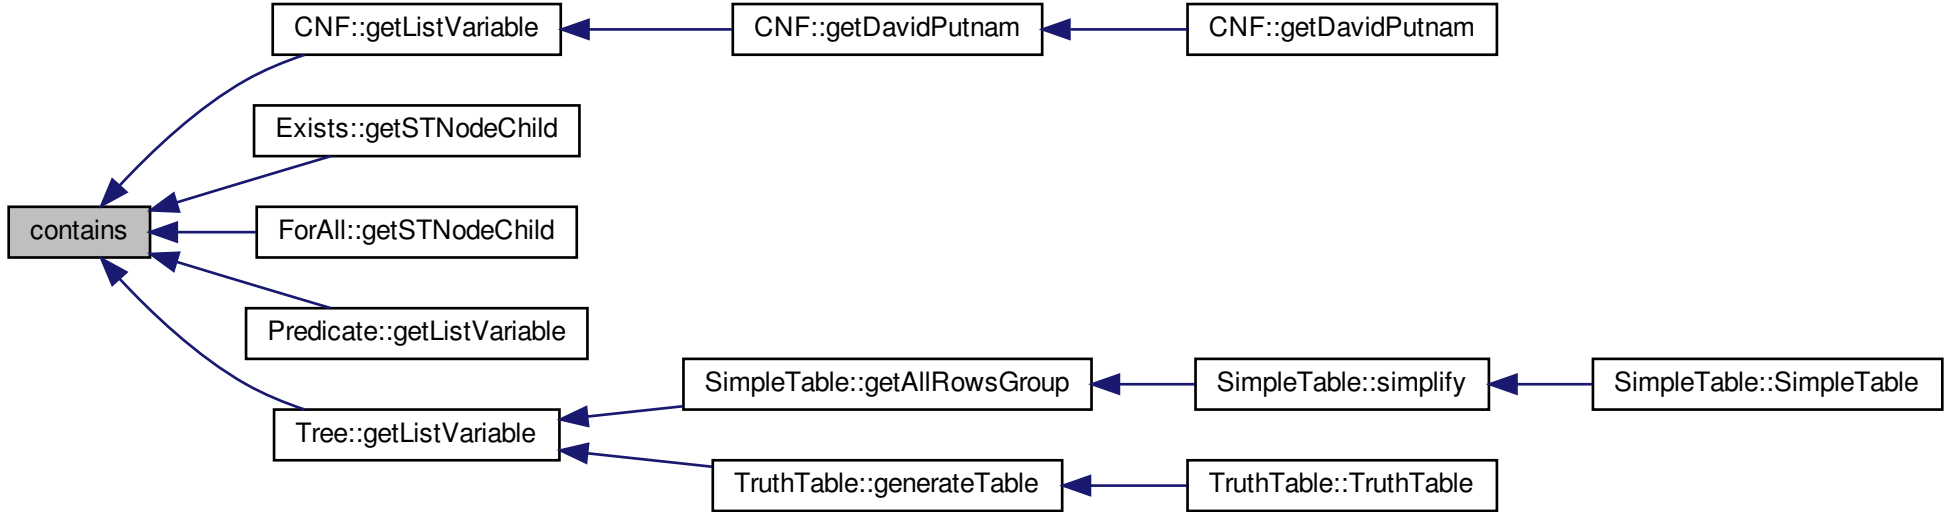 CNF::getListVariable
CNF::getDavidPutnam
CNF::getDavidPutnam
Exists::getSTNodeChild
contains
ForAll::getSTNodeChild
Predicate::getListVariable
SimpleTable::getAllRowsGroup
SimpleTable::simplify
SimpleTable::SimpleTable
Tree::getListVariable
TruthTable::generateTable
TruthTable::TruthTable